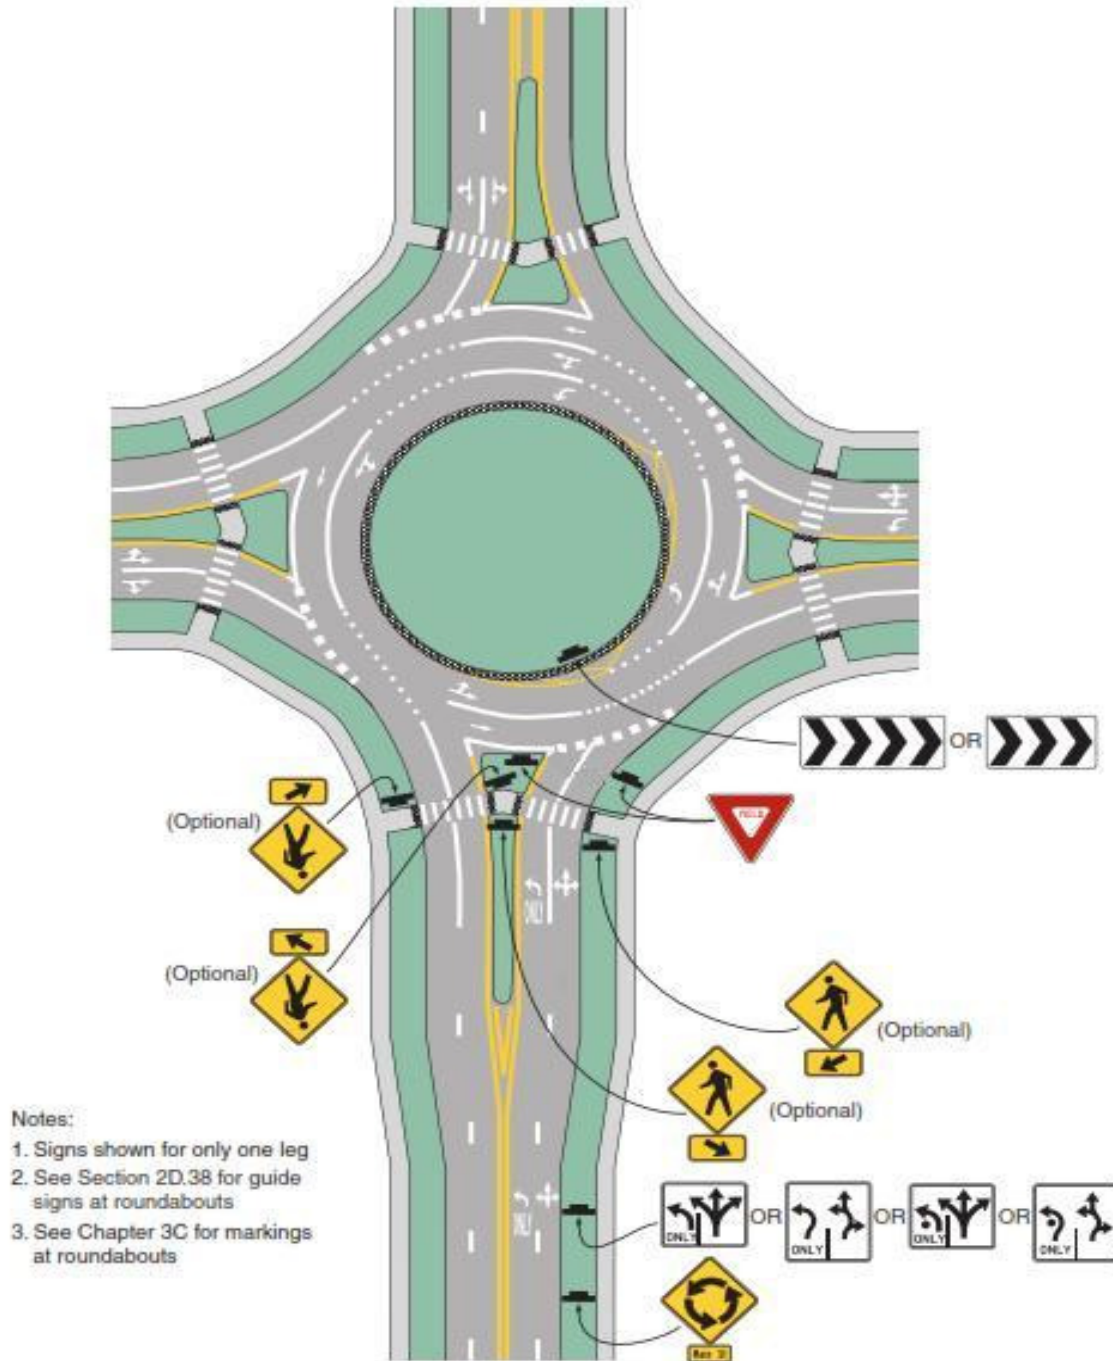 OR
YIELD
(Optional)
(Optional)
ONLY
(Optional)
(Optional)
Notes:
1. Signs shown for only one leg
2. See Section 2D.38 for guide
signs at roundabouts
3. See Chapter 3C for markings
at roundabouts
ONLY
ONLY OR ONLY OR ONLY OR ONLY